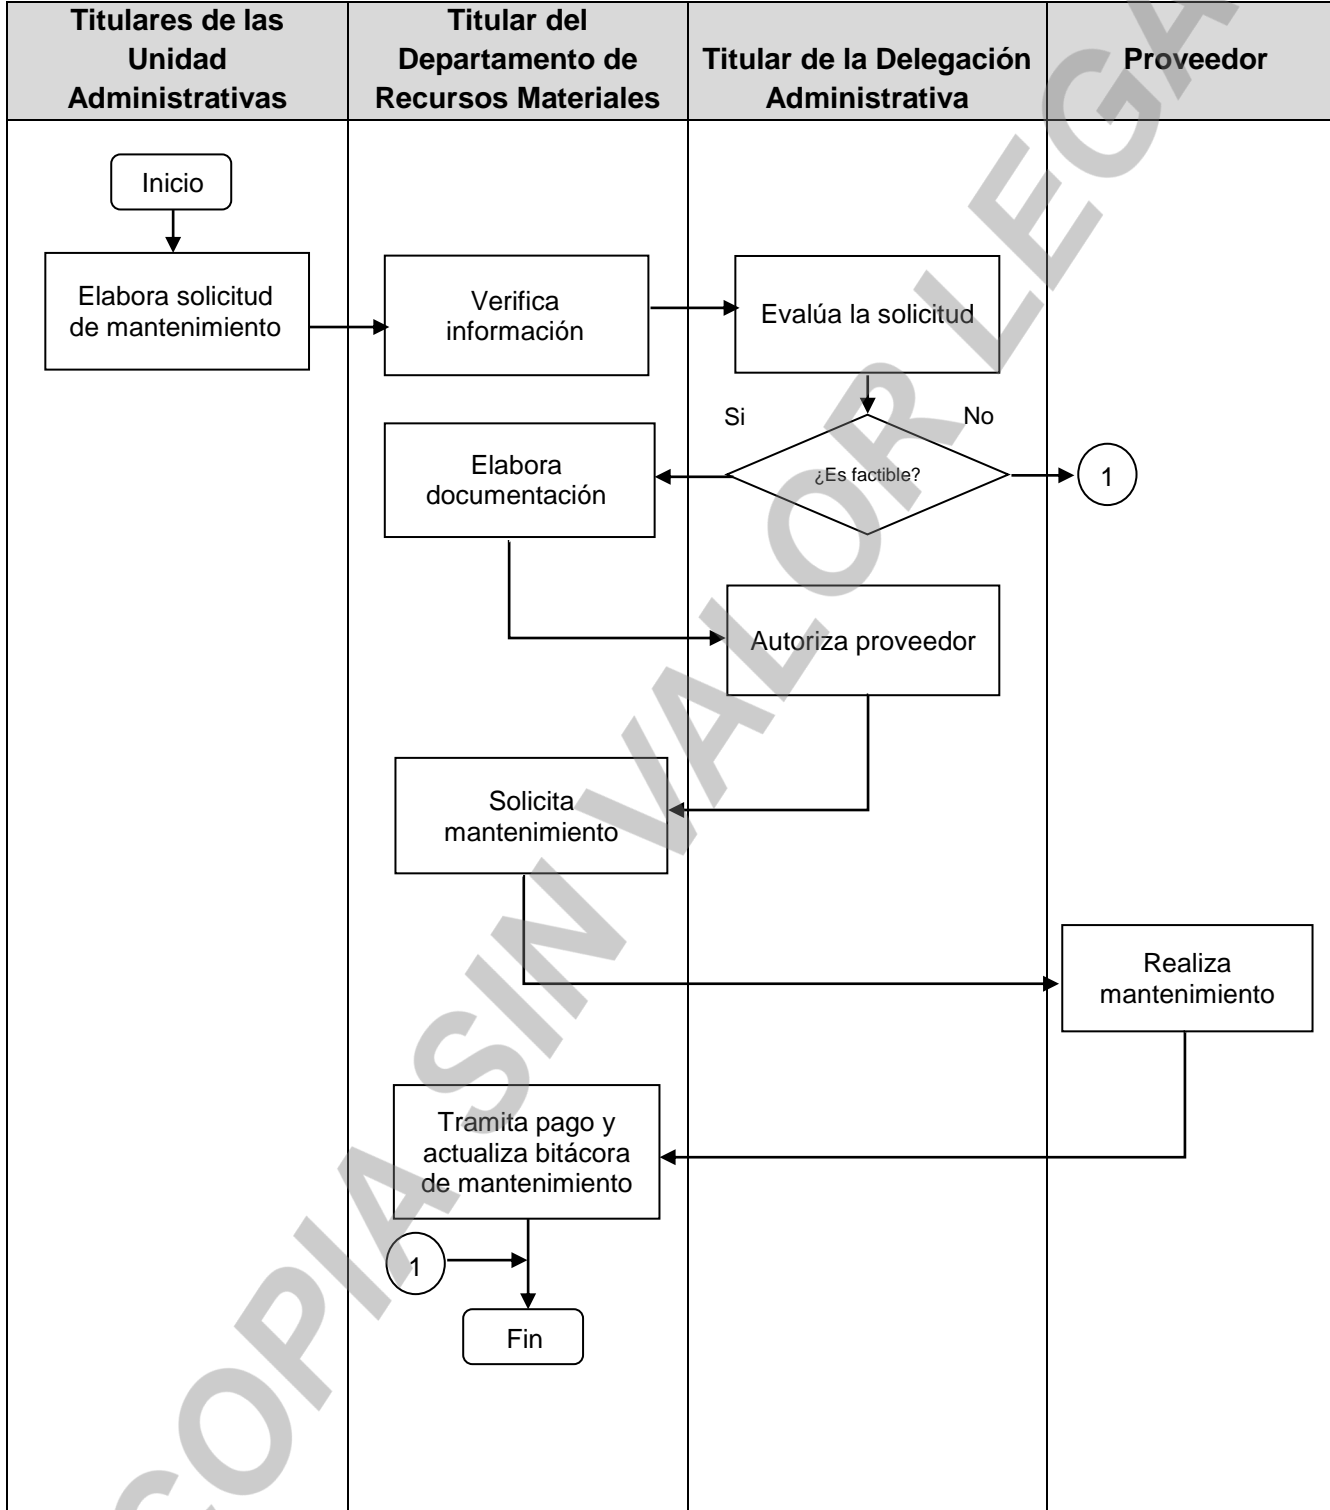 Titulares de las
Unidad
Administrativas
Titular del
Departamento de
Recursos Materiales
Titular de la Delegación
Administrativa
Proveedor
Inicio
Elabora solicitud
de mantenimiento
Verifica
información
Evalúa la solicitud
Si
No
¿Es factible?
1
Elabora
documentación
Autoriza proveedor
Solicita
mantenimiento
Realiza
mantenimiento
Tramita pago y
actualiza bitácora
de mantenimiento
1
Fin
COPIA SIN VALOR LEGA